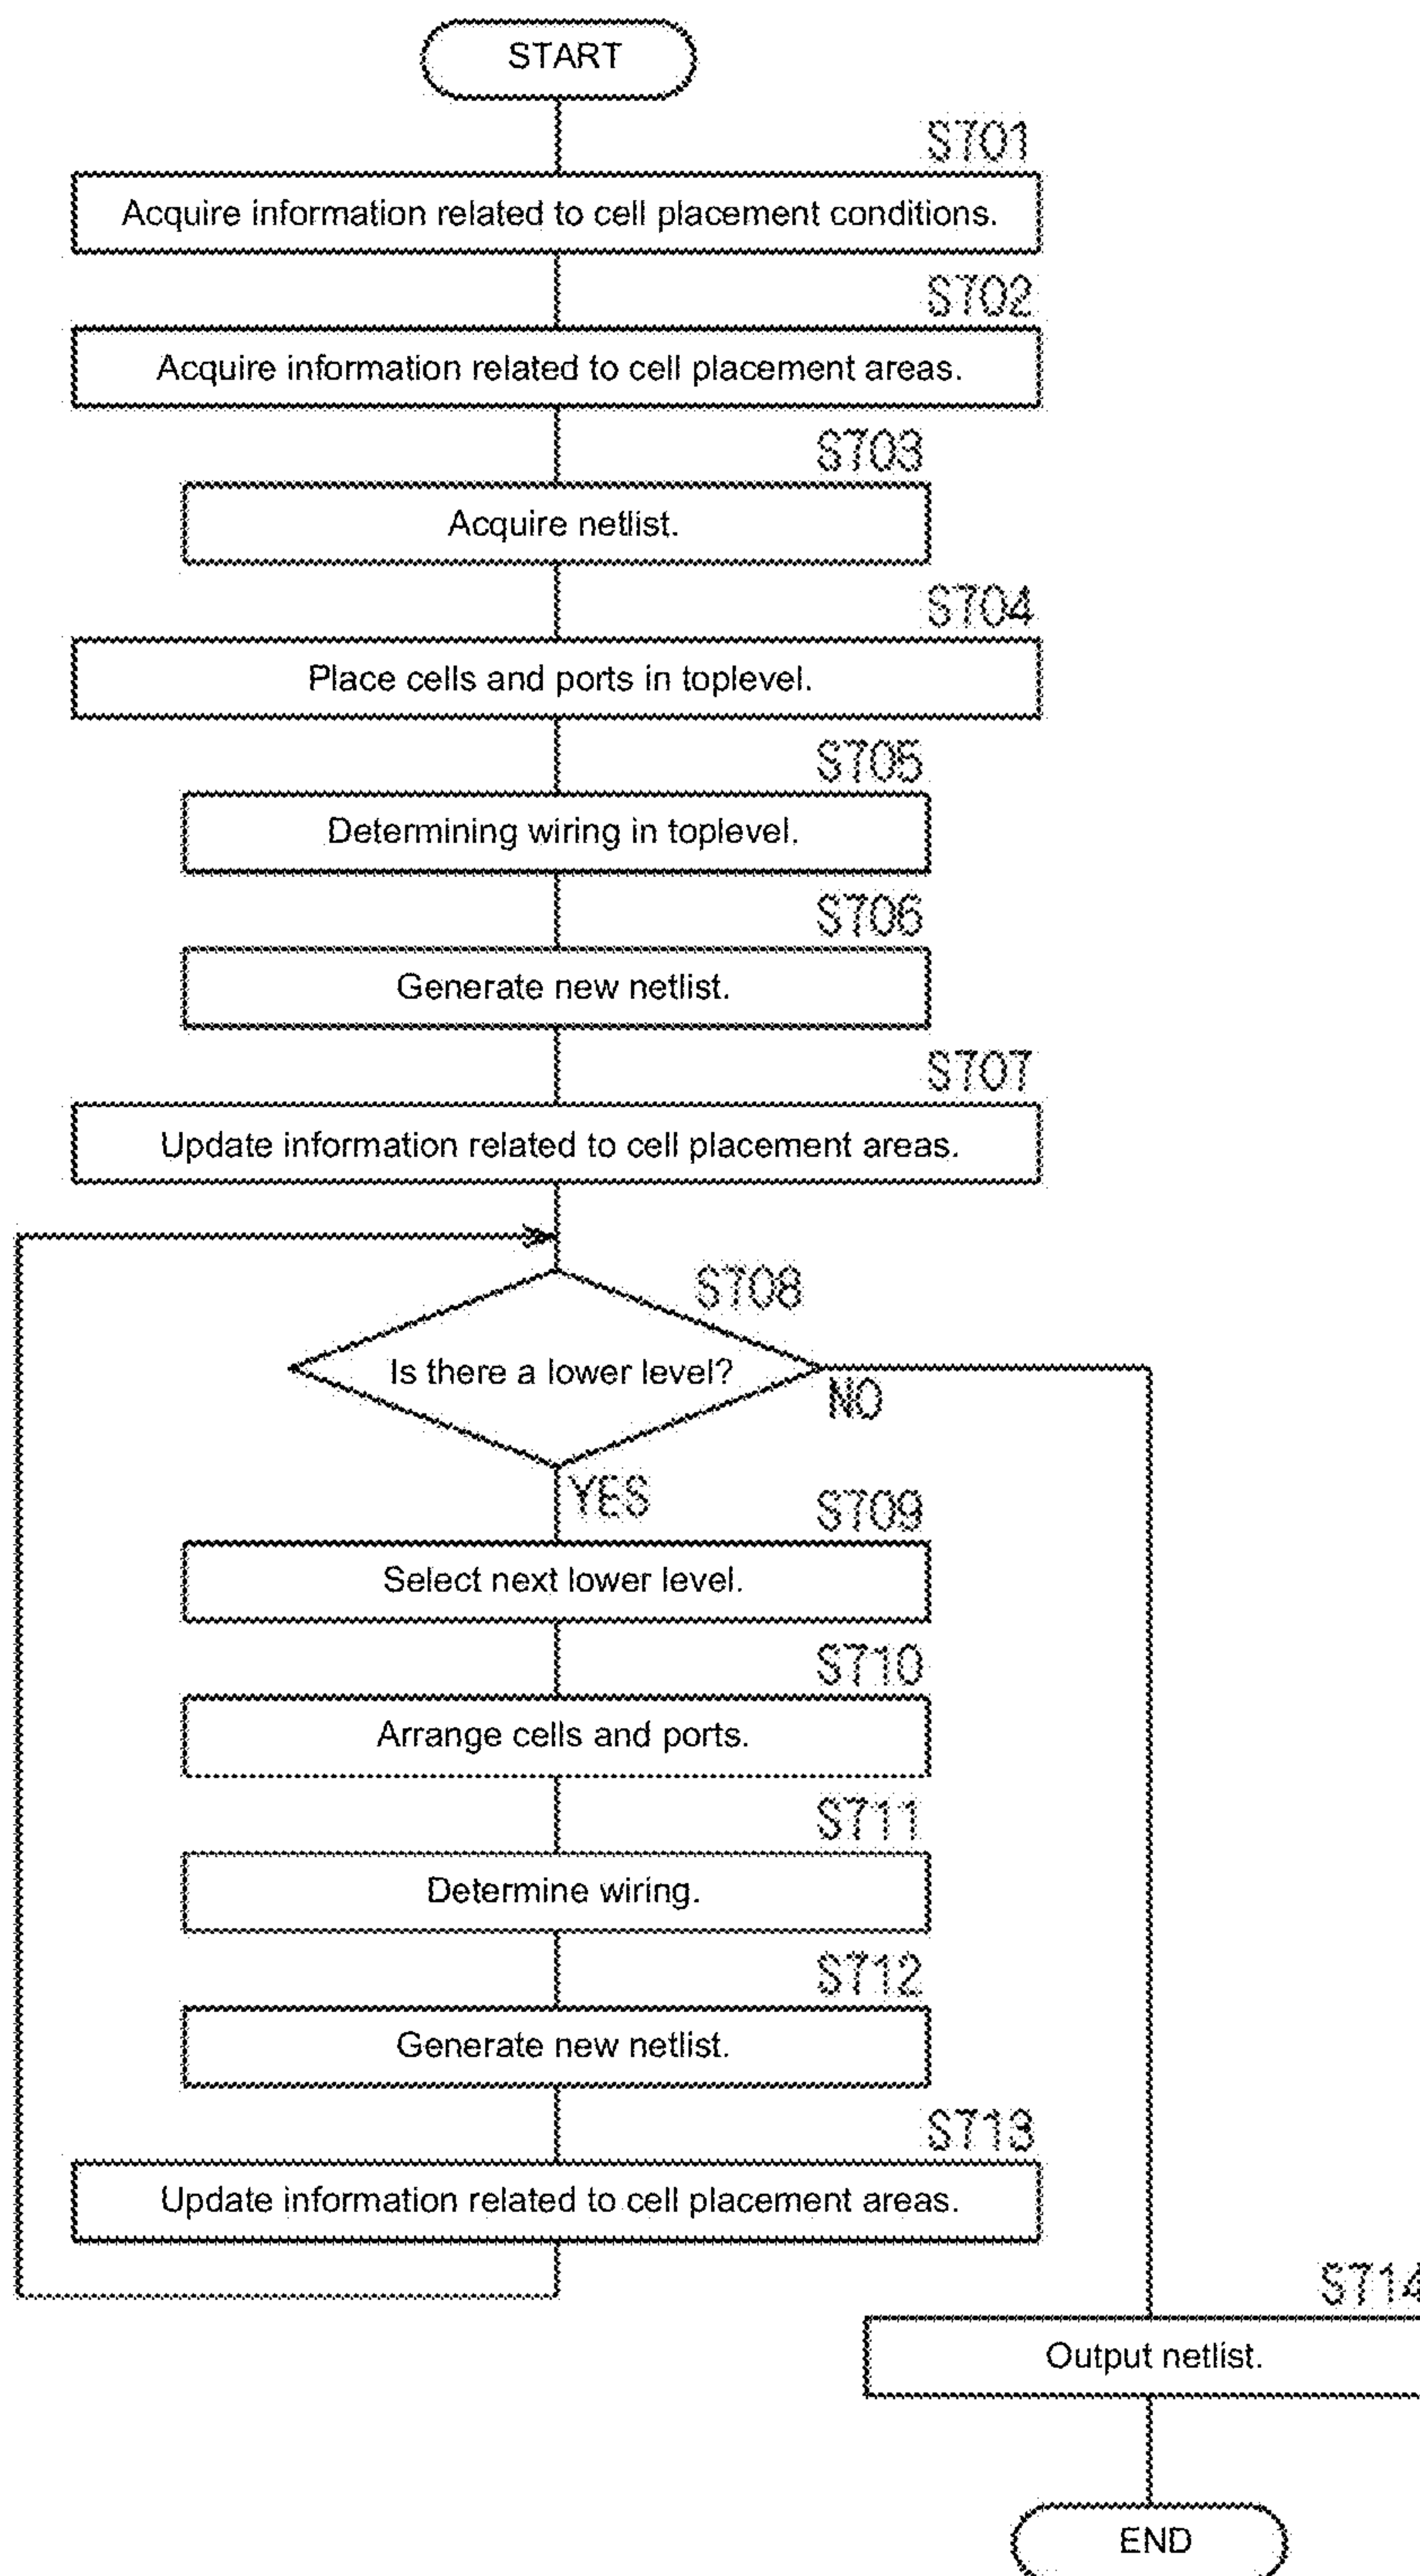 START
S701
Acquire information related to cell placement conditions.
S702
Acquire information related to cell placement areas.
S703
Acquire netlist.
S704
Place cells and ports in toplevel.
S705
Determining wiring in toplevel.
S706
Generate new netlist.
S707
Update information related to cell placement areas.
S708
Is there a lower level?
NO
YES
S709
Select next lower level.
S710
Arrange cells and ports.
S711
Determine wiring.
S712
Generate new netlist.
S713
Update information related to cell placement areas.
S714
Output netlist.
END